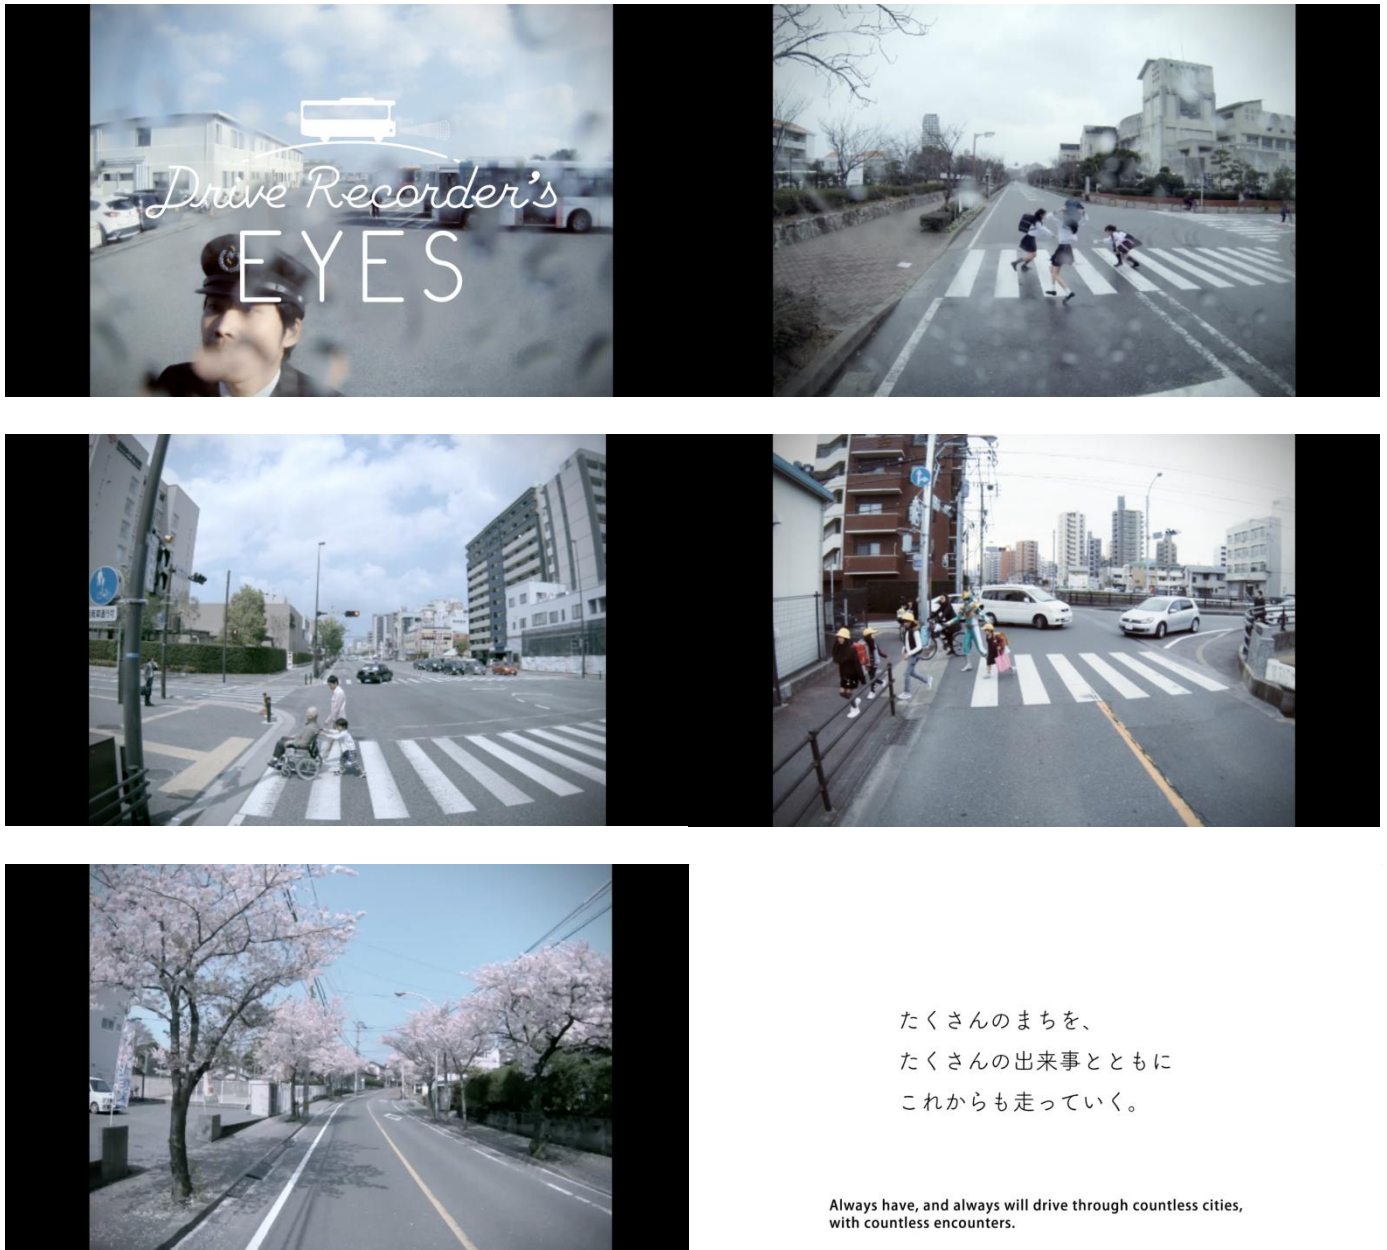 Drive Recorder's
EYES
たくさんのまちを、
たくさんの出来事とともに
これからも走っていく。
Always have, and always will drive through countless cities,
with countless encounters.